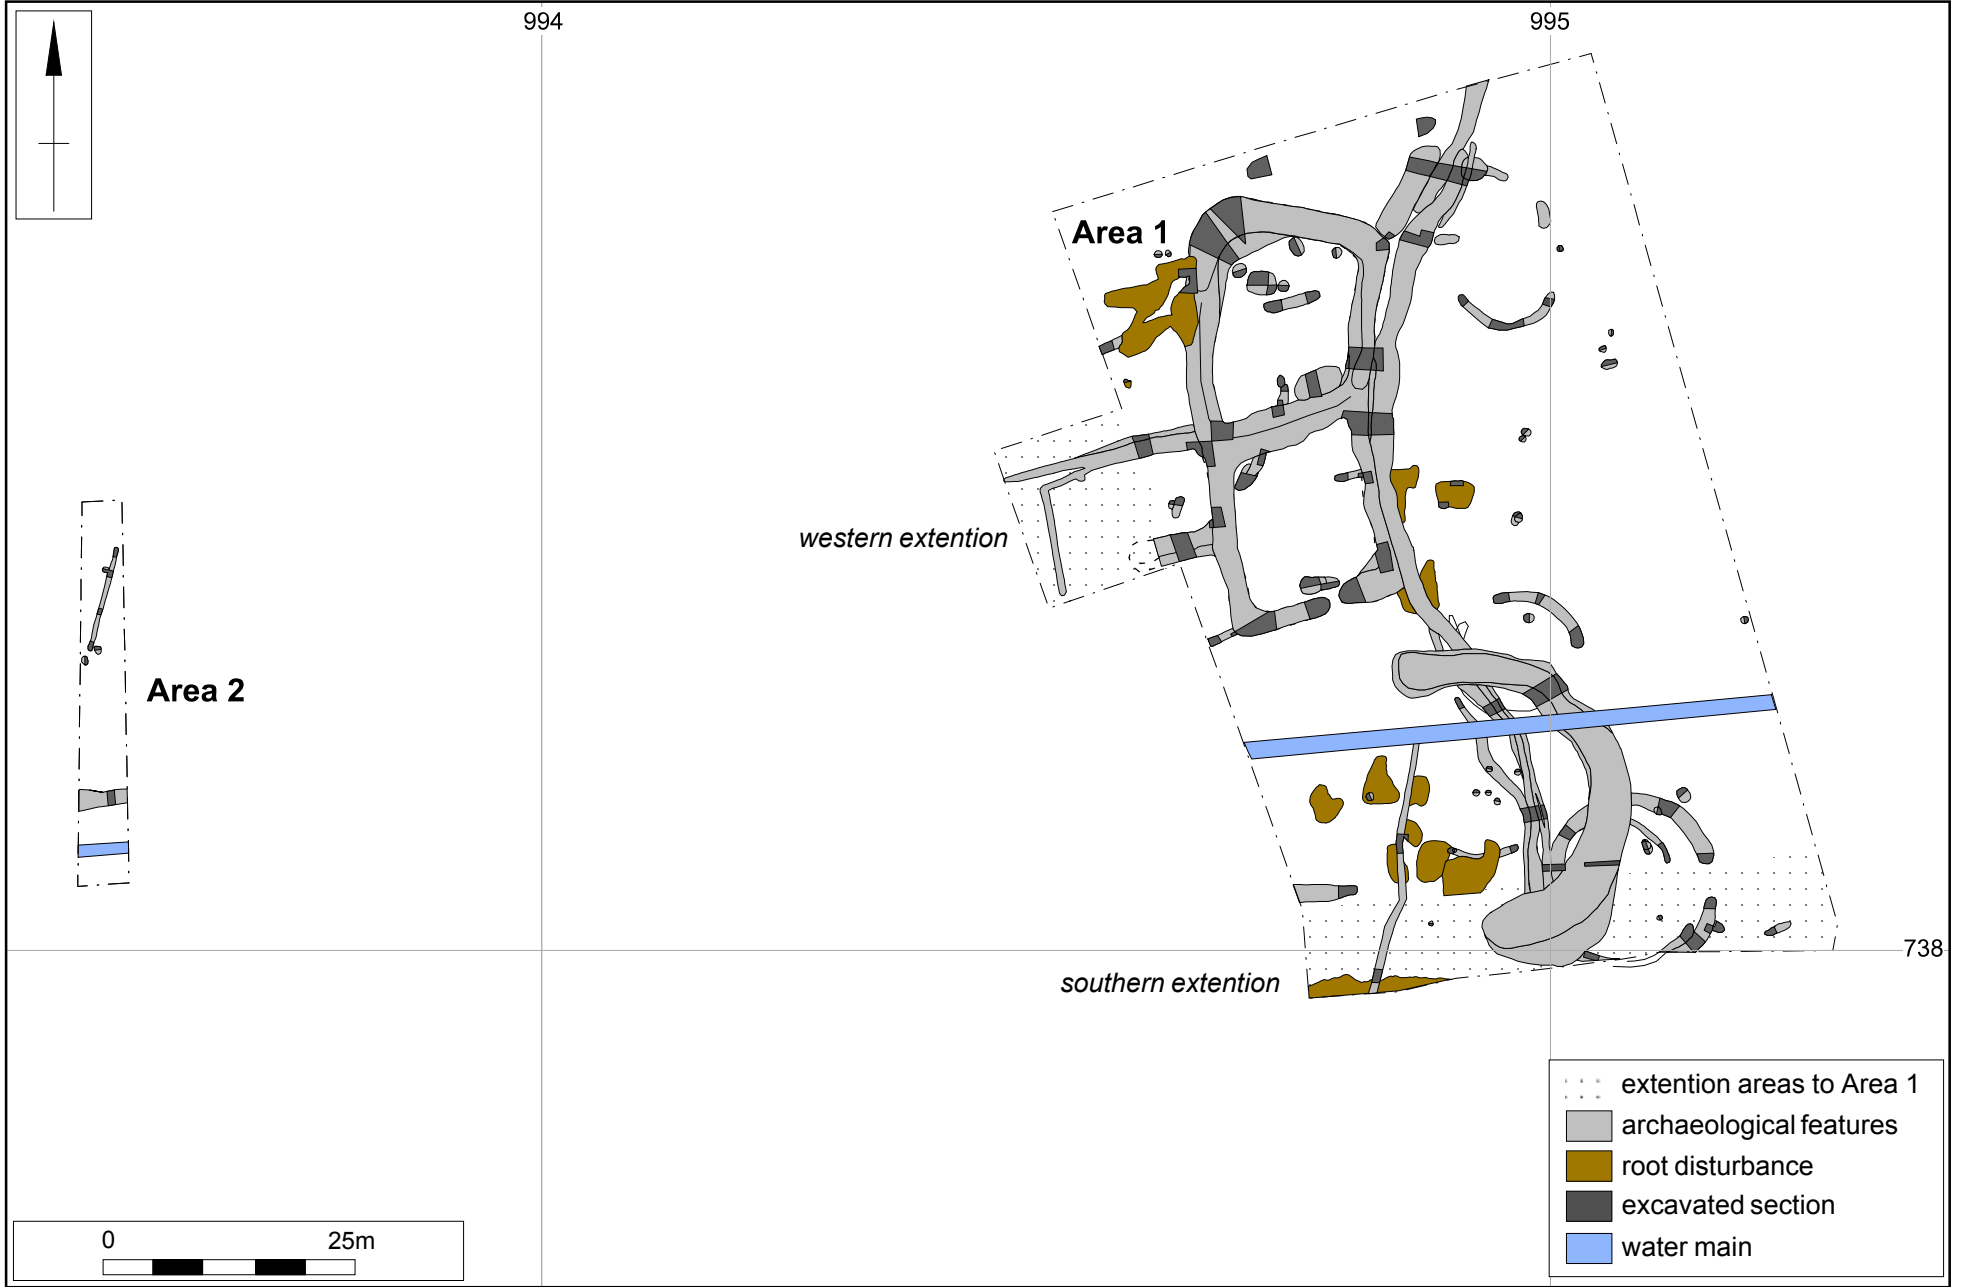 994
995
Area 1
western extention
Area 2
738
southern extention
extention areas to Area 1
archaeological features
root disturbance
excavated section
water main
0 25m